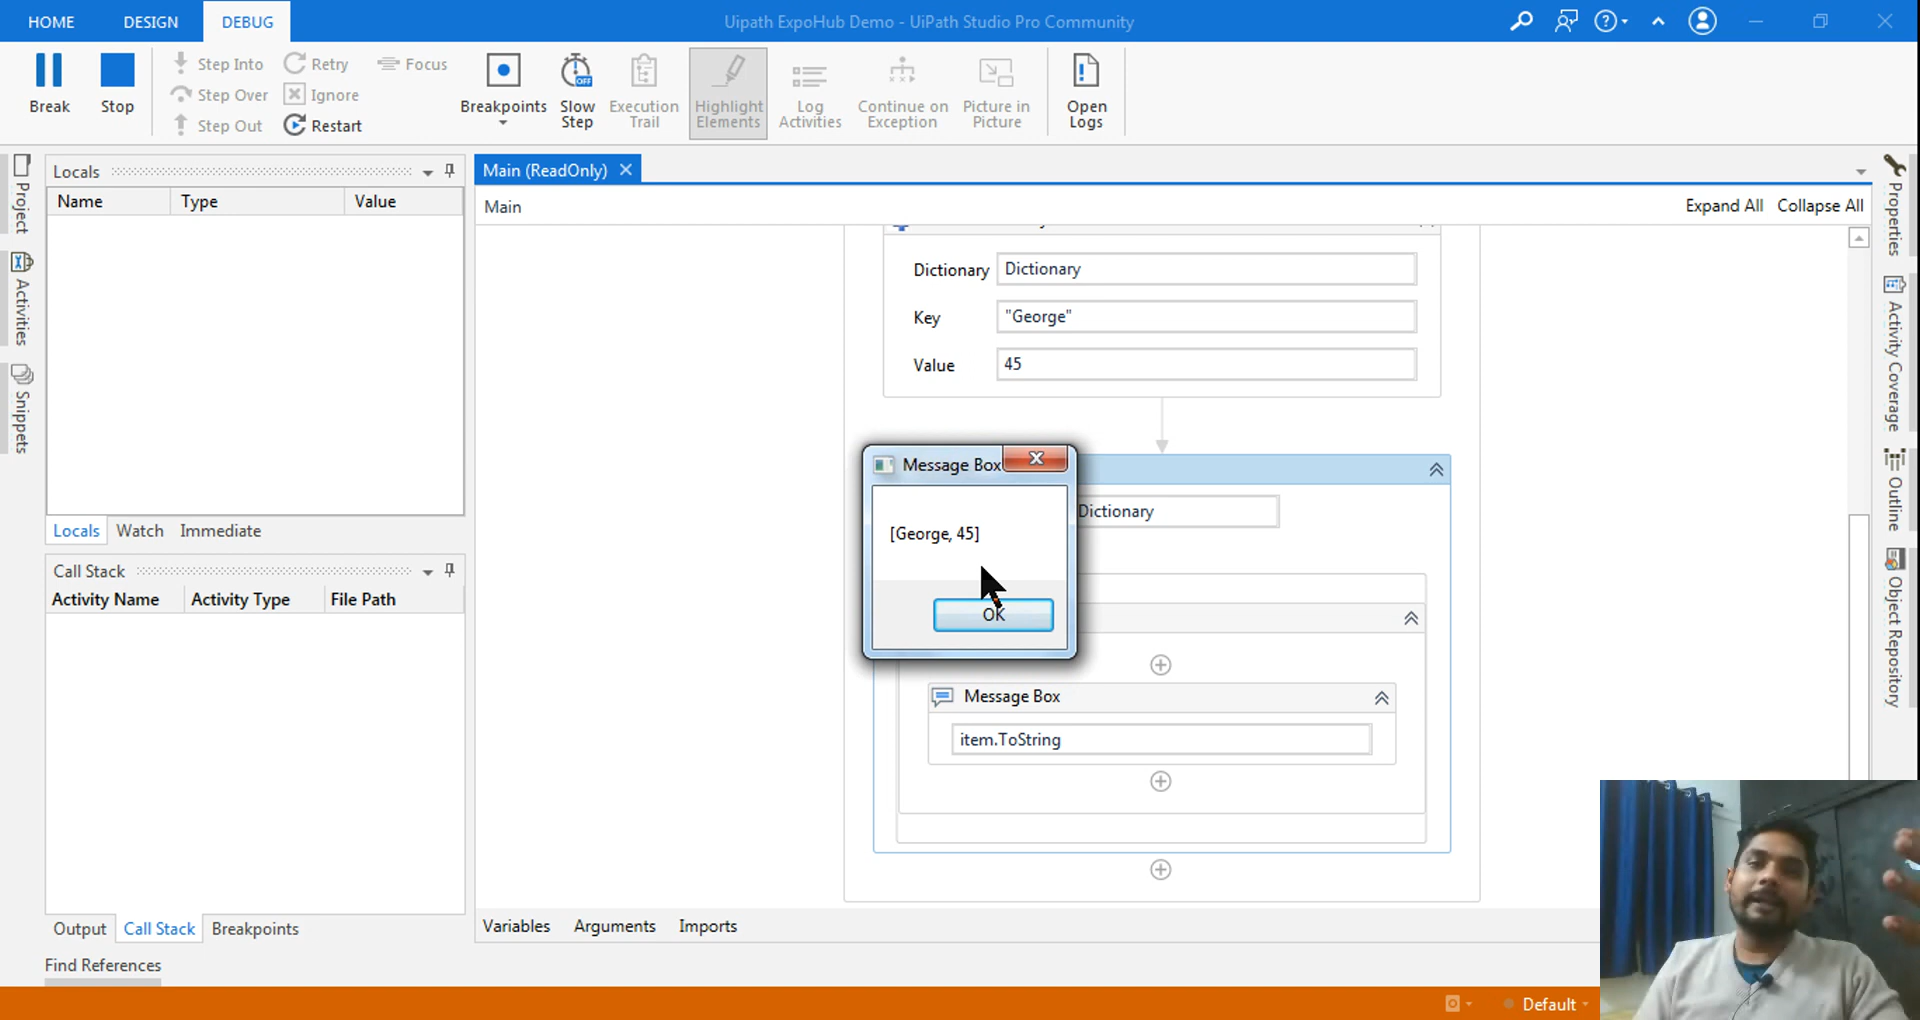 HOME DESIGN DEBUG Uipath ExpoHub Demo - UiPath Studio Pro Community
Break
Stop
Step Into
Step Over
Step Out
Retry
Ignore
Restart
Focus
Breakpoints
Slow
Step
Execution
Trail
Highlight
Elements
Log
Activities
Continue on
Exception
Picture in
Picture
Open
Logs
Project
Activities
Snippets
Locals
Name Type Value
Locals Watch Immediate
Call Stack
Activity Name Activity Type File Path
Output Call Stack Breakpoints
Find References
Main (ReadOnly)
Main Expand All Collapse All
Dictionary Dictionary
Key "George"
Value 45
Message Box
[George, 45]
OK
Dictionary
Message Box
item.ToString
Variables Arguments Imports
Properties
Activity Coverage
Outline
Object Repository
Default